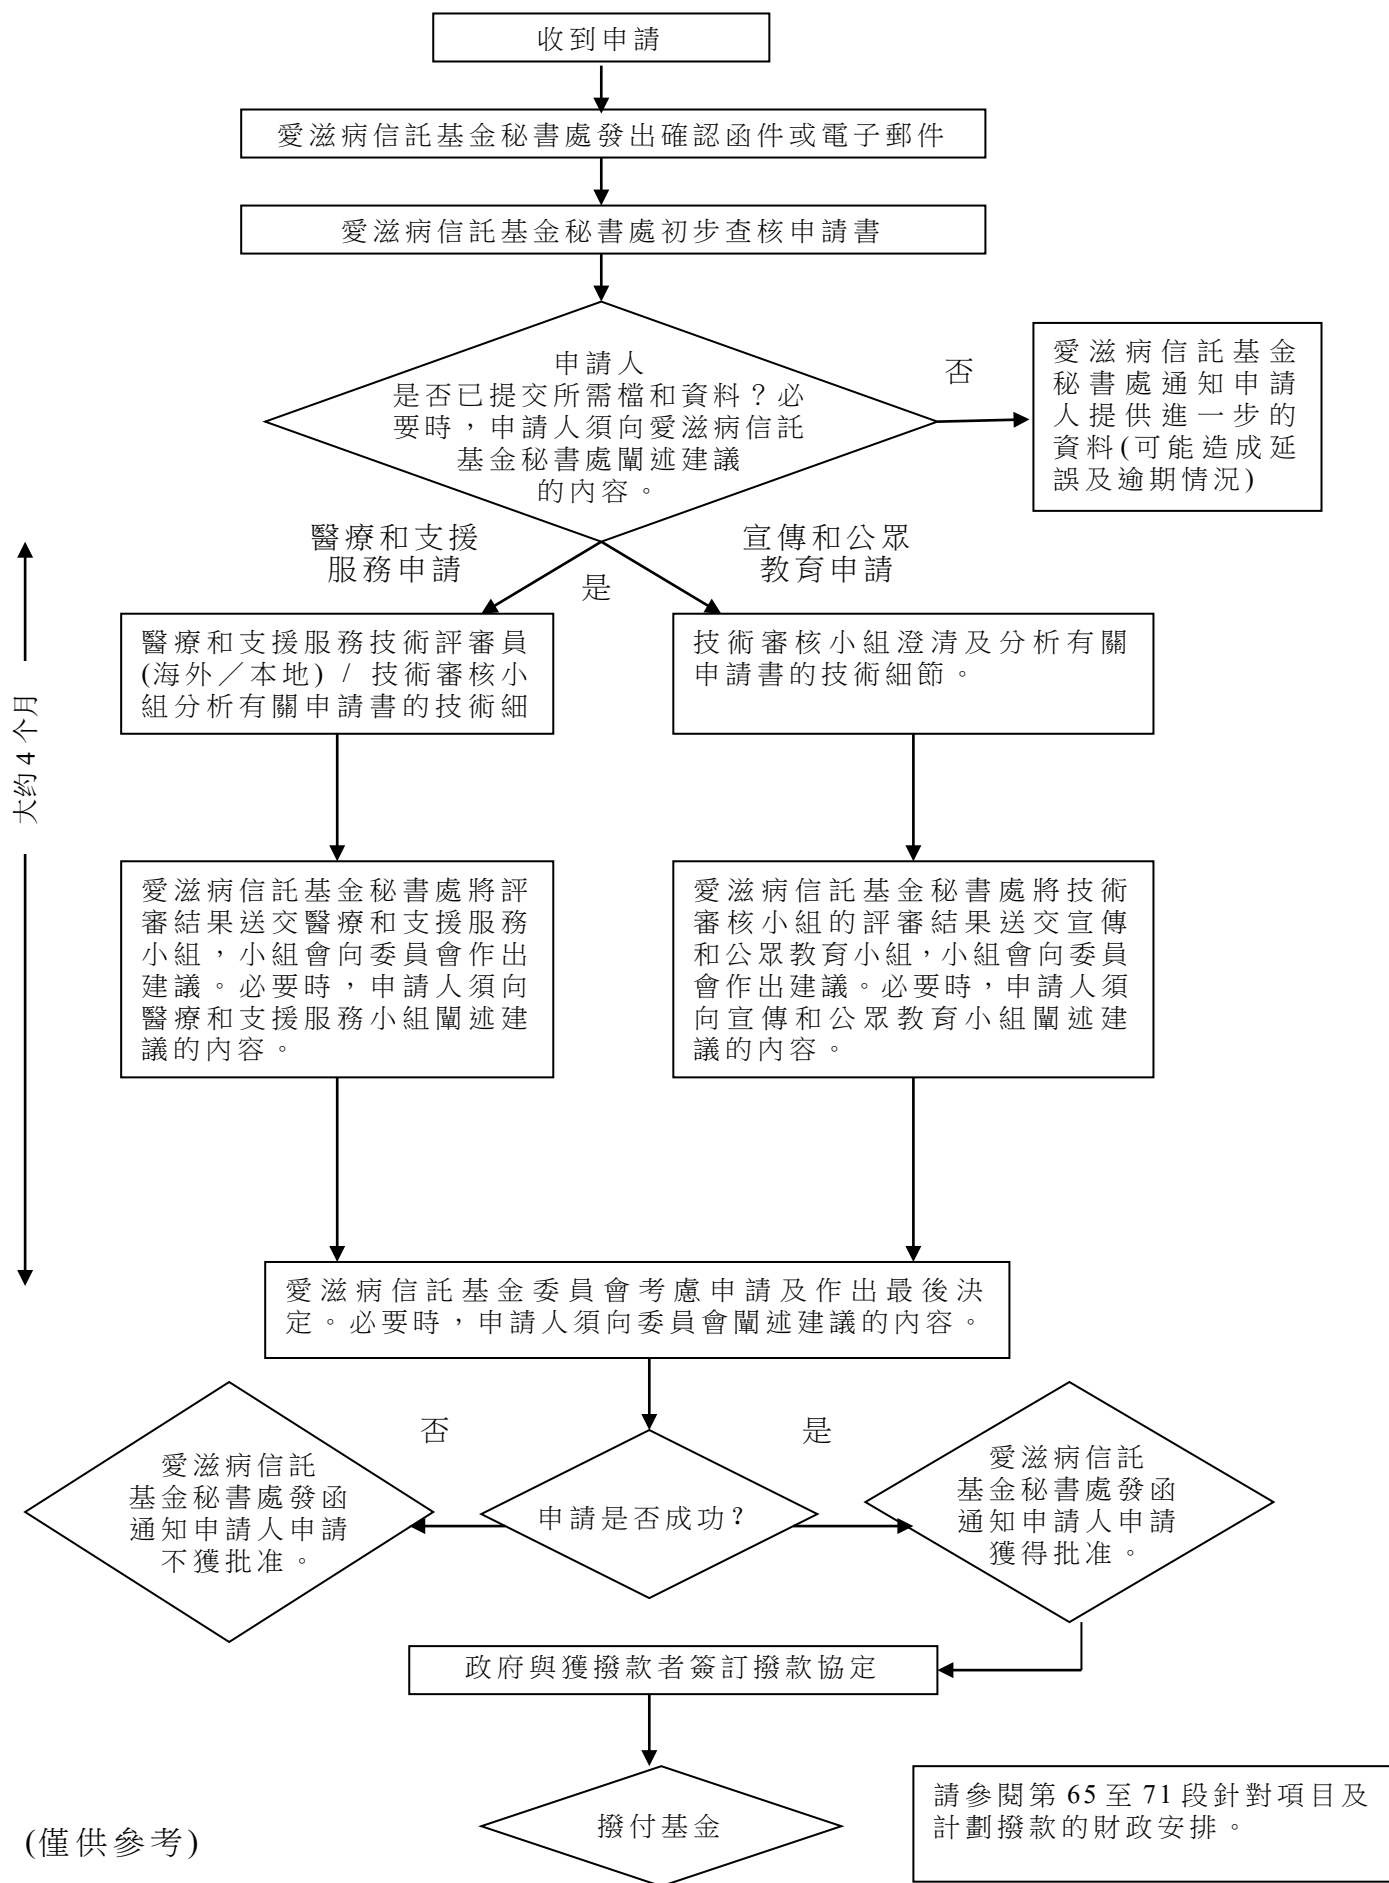 收到申請
愛滋病信託基金秘書處發出確認函件或電子郵件
愛滋病信託基金秘書處初步查核申請書
申請人
是否已提交所需檔和資料？必
要時，申請人須向愛滋病信託
基金秘書處闡述建議
的內容。
否
愛滋病信託基金
秘書處通知申請
人提供進一步的
資料(可能造成延
誤及逾期情況)
醫療和支援
服務申請
是
宣傳和公眾
教育申請
大约 4 个月
醫療和支援服務技術評審員
(海外／本地) / 技術審核小
組分析有關申請書的技術細
技術審核小組澄清及分析有關
申請書的技術細節。
愛滋病信託基金秘書處將評
審結果送交醫療和支援服務
小組，小組會向委員會作出
建議。必要時，申請人須向
醫療和支援服務小組闡述建
議的內容。
愛滋病信託基金秘書處將技術
審核小組的評審結果送交宣傳
和公眾教育小組，小組會向委員
會作出建議。必要時，申請人須
向宣傳和公眾教育小組闡述建
議的內容。
愛滋病信託基金委員會考慮申請及作出最後決
定。必要時，申請人須向委員會闡述建議的內容。
否
是
愛滋病信託
基金秘書處發函
通知申請人申請
不獲批准。
申請是否成功?
愛滋病信託
基金秘書處發函
通知申請人申請
獲得批准。
政府與獲撥款者簽訂撥款協定
撥付基金
請參閱第 65 至 71 段針對項目及
計劃撥款的財政安排。
(僅供參考)